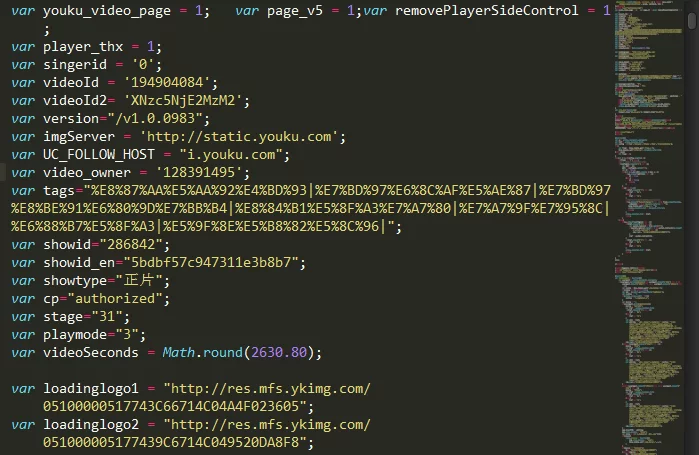 var youku_video_page = 1;   var page_v5 = 1;var removePlayerSideControl = 1
;
var player_thx = 1;
var singerid = '0';
var videoId = '194904084';
var videoId2= 'XNzc5NjE2MzM2';
var version="/v1.0.0983";
var imgServer = 'http://static.youku.com';
var UC_FOLLOW_HOST = "i.youku.com";
var video_owner = '128391495';
var tags="%E8%87%AA%E5%AA%92%E4%BD%93|%E7%BD%97%E6%8C%AF%E5%AE%87|%E7%BD%97
%E8%BE%91%E6%80%9D%E7%BB%B4|%E8%84%B1%E5%8F%A3%E7%A7%80|%E7%A7%9F%E7%95%8C|
%E6%88%B7%E5%8F%A3|%E5%9F%8E%E5%B8%82%E5%8C%96|";
var showid="286842";
var showid_en="5bdbf57c947311e3b8b7";
var showtype="正片";
var cp="authorized";
var stage="31";
var playmode="3";
var videoSeconds = Math.round(2630.80);
var loadinglogo1 = "http://res.mfs.ykimg.com/
05100000517743C66714C04A4F023605";
var loadinglogo2 = "http://res.mfs.ykimg.com/
051000005177439C6714C049520DA8F8";